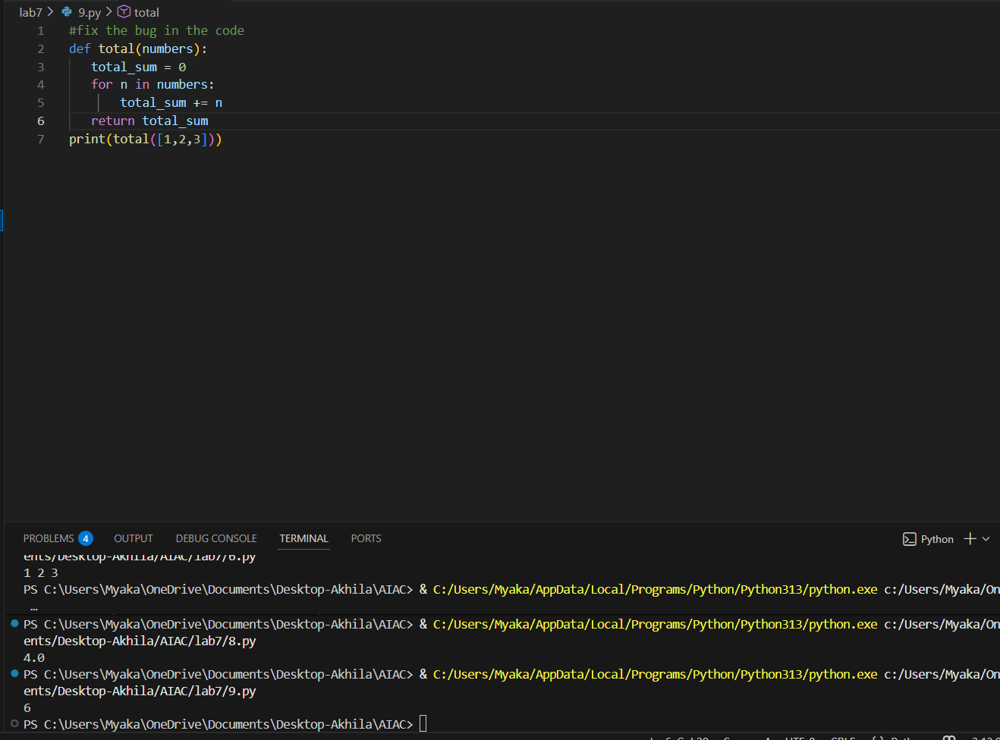 lab7 > 9.py > total
1 #fix the bug in the code
2 def total(numbers):
3    total_sum = 0
4    for n in numbers:
5        total_sum += n
6    return total_sum
7 print(total([1,2,3]))
PROBLEMS 4 OUTPUT DEBUG CONSOLE TERMINAL PORTS Python
ents/Desktop-Akhila/AIAC/lab7/6.py
1 2 3
PS C:\Users\Myaka\OneDrive\Documents\Desktop-Akhila\AIAC> & C:/Users/Myaka/AppData/Local/Programs/Python/Python313/python.exe c:/Users/Myaka/On
…
PS C:\Users\Myaka\OneDrive\Documents\Desktop-Akhila\AIAC> & C:/Users/Myaka/AppData/Local/Programs/Python/Python313/python.exe c:/Users/Myaka/On
ents/Desktop-Akhila/AIAC/lab7/8.py
4.0
PS C:\Users\Myaka\OneDrive\Documents\Desktop-Akhila\AIAC> & C:/Users/Myaka/AppData/Local/Programs/Python/Python313/python.exe c:/Users/Myaka/On
ents/Desktop-Akhila/AIAC/lab7/9.py
6
PS C:\Users\Myaka\OneDrive\Documents\Desktop-Akhila\AIAC>